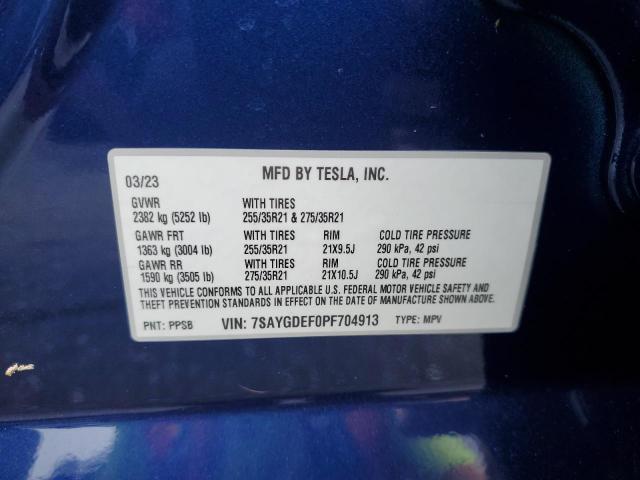 MFD BY TESLA, INC.
03/23
GVWR WITH TIRES
2382 kg (5252 lb) 255/35R21 & 275/35R21
GAWR FRT WITH TIRES RIM COLD TIRE PRESSURE
1363 kg (3004 lb) 255/35R21 21X9.5J 290 kPa, 42 psi
GAWR RR WITH TIRES RIM COLD TIRE PRESSURE
1590 kg (3505 lb) 275/35R21 21X10.5J 290 kPa, 42 psi
THIS VEHICLE CONFORMS TO ALL APPLICABLE U.S. FEDERAL MOTOR VEHICLE SAFETY AND
THEFT PREVENTION STANDARDS IN EFFECT ON THE DATE OF MANUFACTURE SHOWN ABOVE.
PNT: PPSB VIN: 7SAYGDEF0PF704913 TYPE: MPV